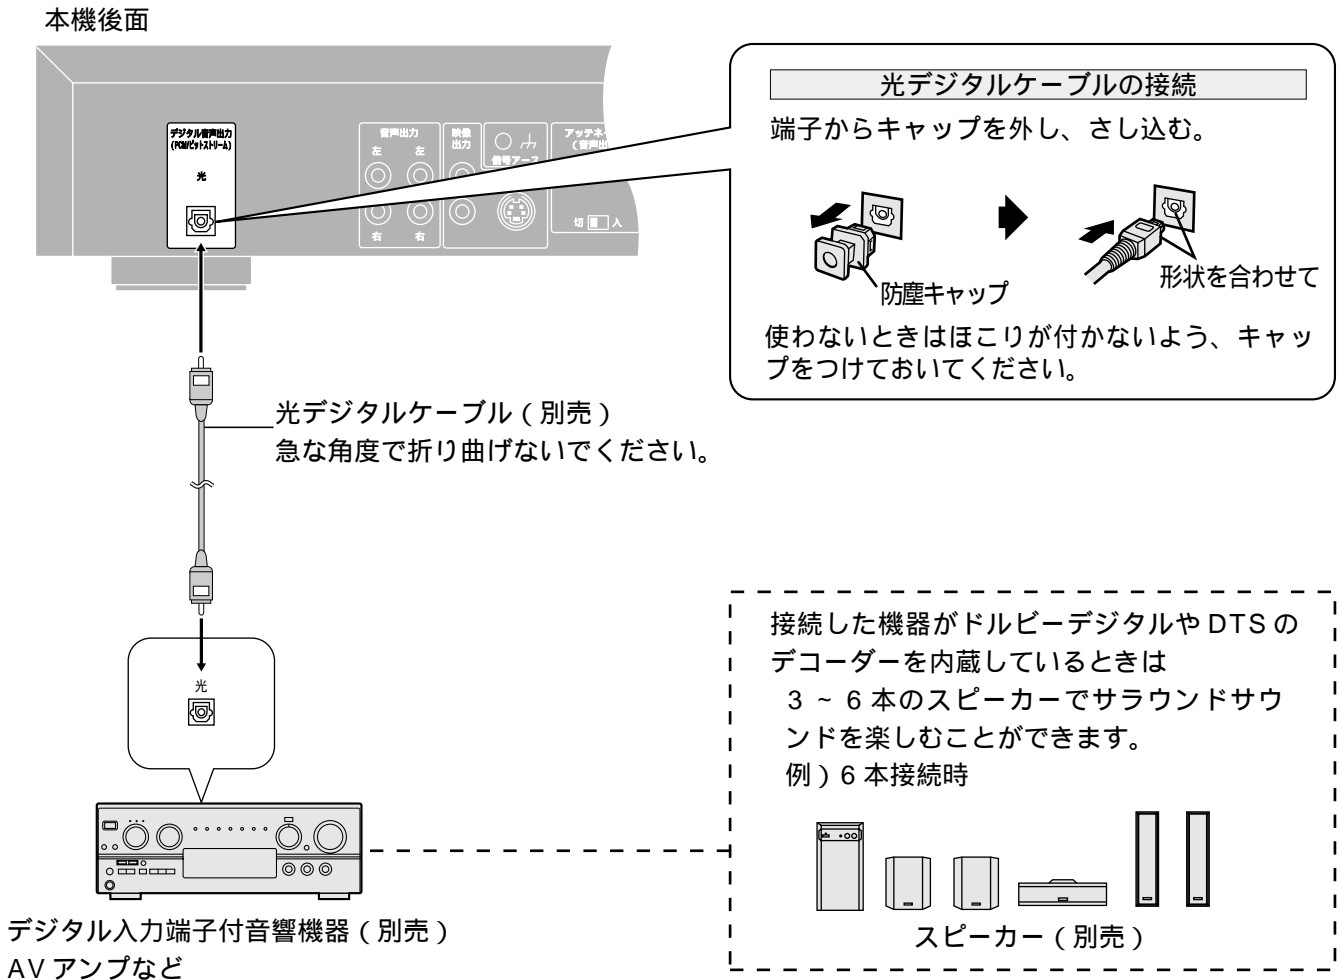 本機後面
デジタル音声出力
(PCM/ビットストリーム)
光
音声出力
左 左
右 右
映像
出力
信号アース
アッテネ
(音声出
切 入
光デジタルケーブルの接続
端子からキャップを外し、さし込む。
防塵キャップ
形状を合わせて
使わないときはほこりが付かないよう、キャッ
プをつけておいてください。
光デジタルケーブル(別売)
急な角度で折り曲げないでください。
光
デジタル入力端子付音響機器(別売)
AVアンプなど
接続した機器がドルビーデジタルやDTSの
デコーダーを内蔵しているときは
3 ~ 6本のスピーカーでサラウンドサウ
ンドを楽しむことができます。
例)6本接続時
スピーカー(別売)